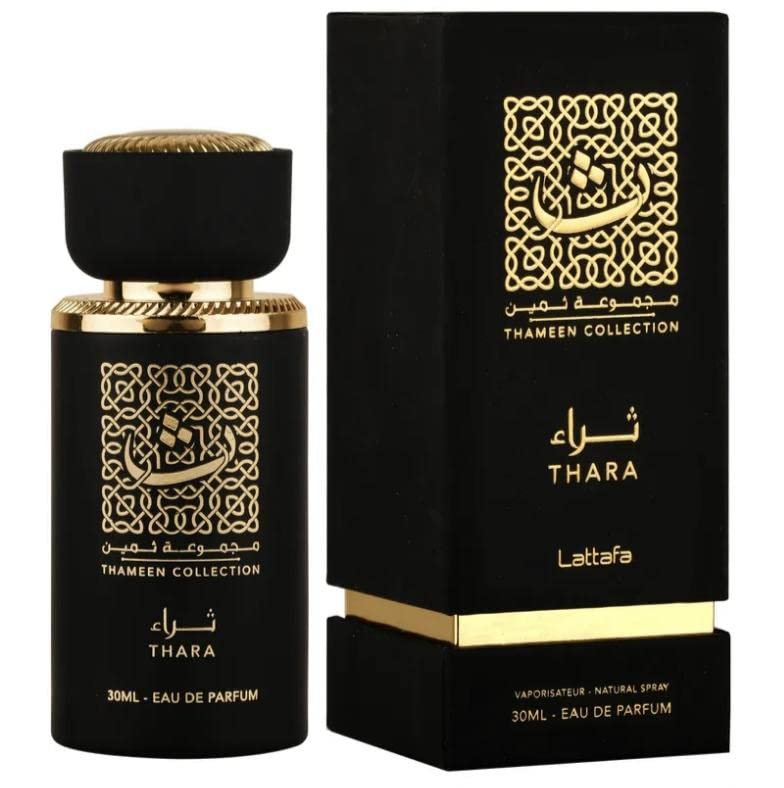 ث
مجموعة ثمين
THAMEEN COLLECTION
ثراء
THARA
30ML - EAU DE PARFUM
ث
مجموعة ثمين
THAMEEN COLLECTION
ثراء
THARA
Lattafa
VAPORISATEUR - NATURAL SPRAY
30ML - EAU DE PARFUM